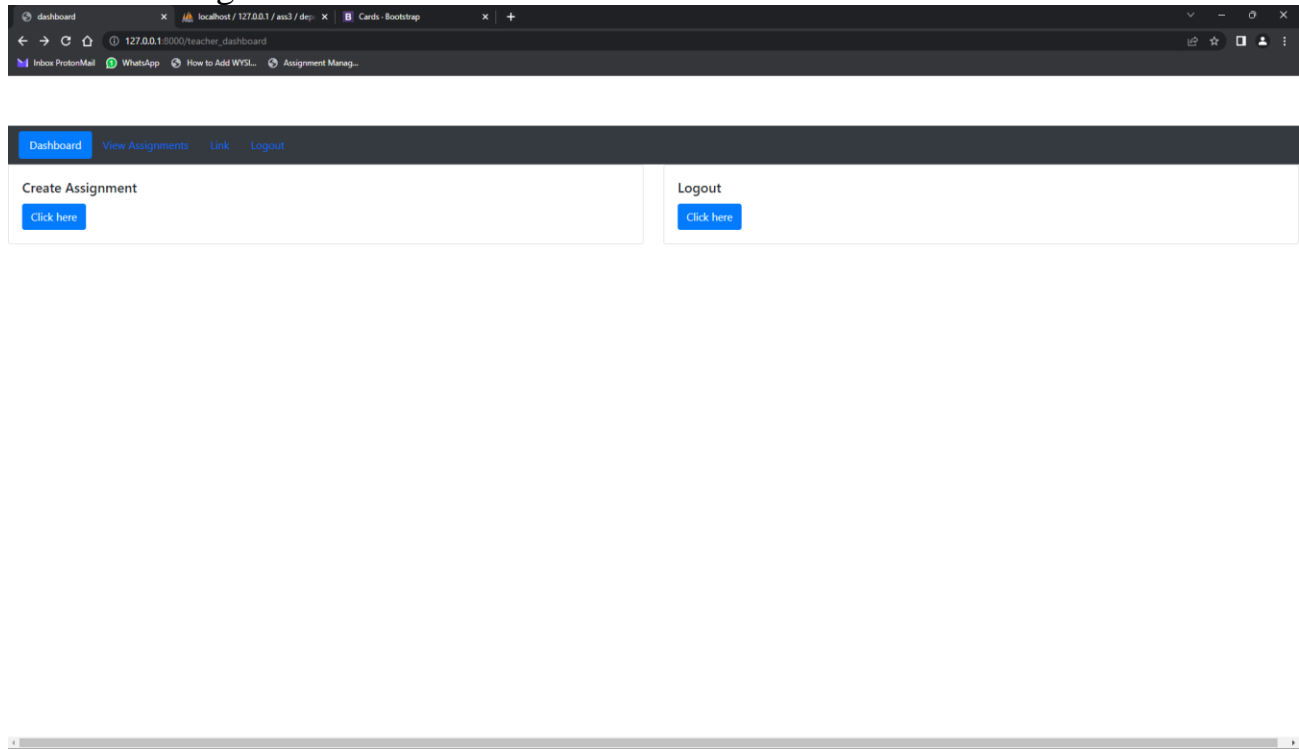 dashboard localhost / 127.0.0.1 / ass3 / dep Cards · Bootstrap
127.0.0.1:8000/teacher_dashboard
Inbox ProtonMail WhatsApp How to Add WYSI... Assignment Manag...
Dashboard View Assignments Link Logout
Create Assignment
Click here
Logout
Click here